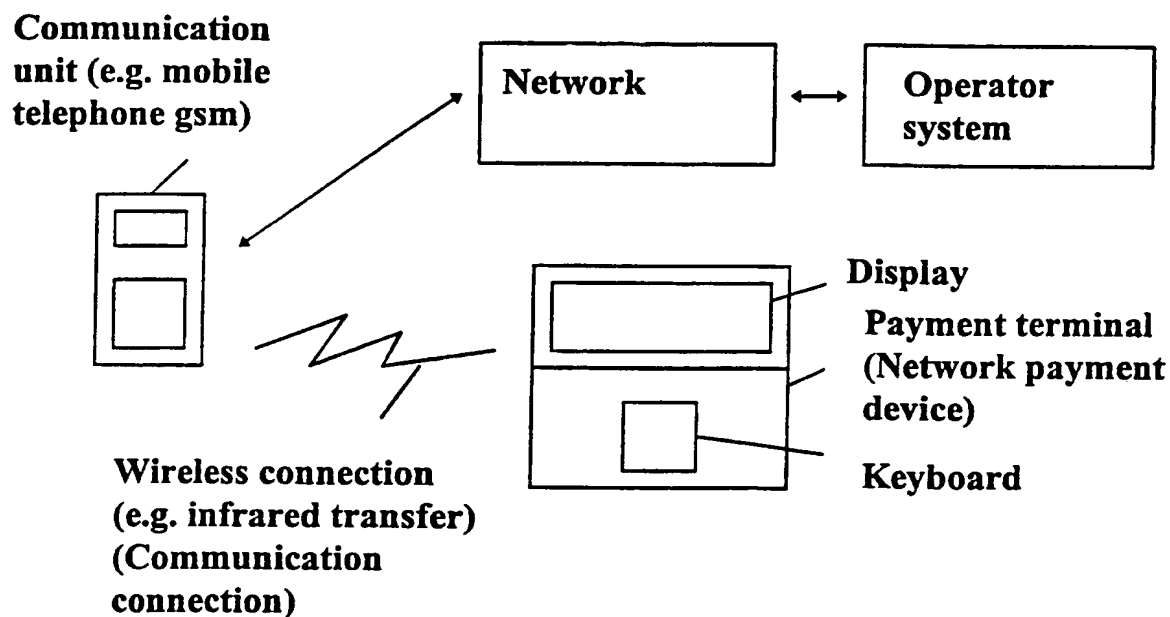 Communication
unit (e.g. mobile
telephone gsm)
Network
Operator
system
Display
Payment terminal
(Network payment
device)
Keyboard
Wireless connection
(e.g. infrared transfer)
(Communication
connection)